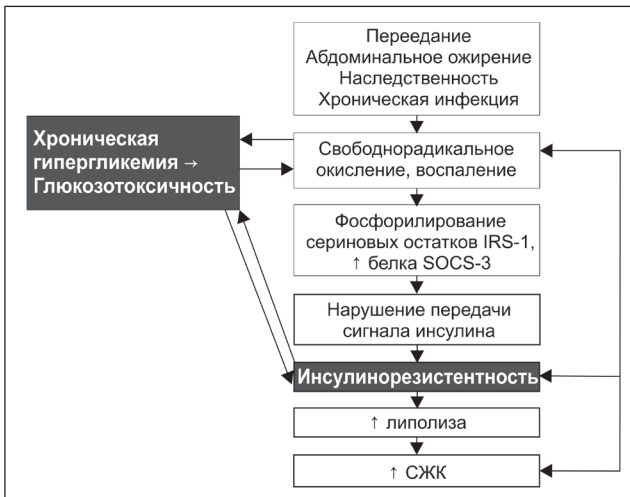 Переедание
Абдоминальное ожирение
Наследственность
Хроническая инфекция
Хроническая
гипергликемия →
Глюкозотоксичность
Свободнорадикальное
окисление, воспаление
Фосфорилирование
сериновых остатков IRS-1,
↑ белка SOCS-3
Нарушение передачи
сигнала инсулина
Инсулинорезистентность
↑ липолиза
↑ СЖК